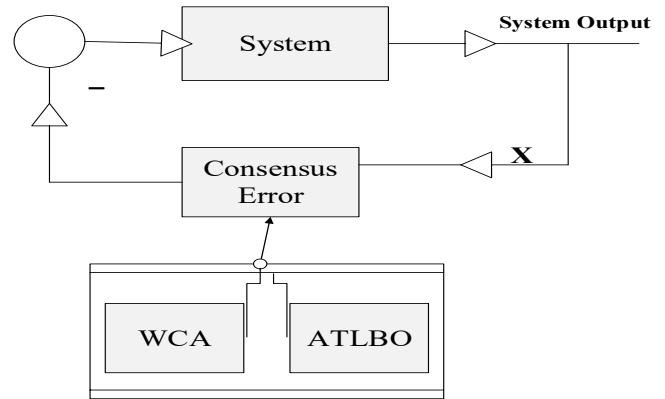 System Output
System
–
X
Consensus
Error
WCA
ATLBO